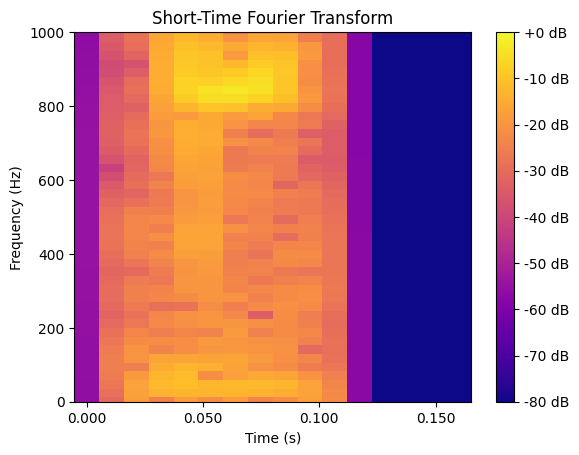 Short-Time Fourier Transform
1000
800
600
400
200
0
Frequency (Hz)
0.000
0.050
0.100
0.150
Time (s)
+0 dB
-10 dB
-20 dB
-30 dB
-40 dB
-50 dB
-60 dB
-70 dB
-80 dB